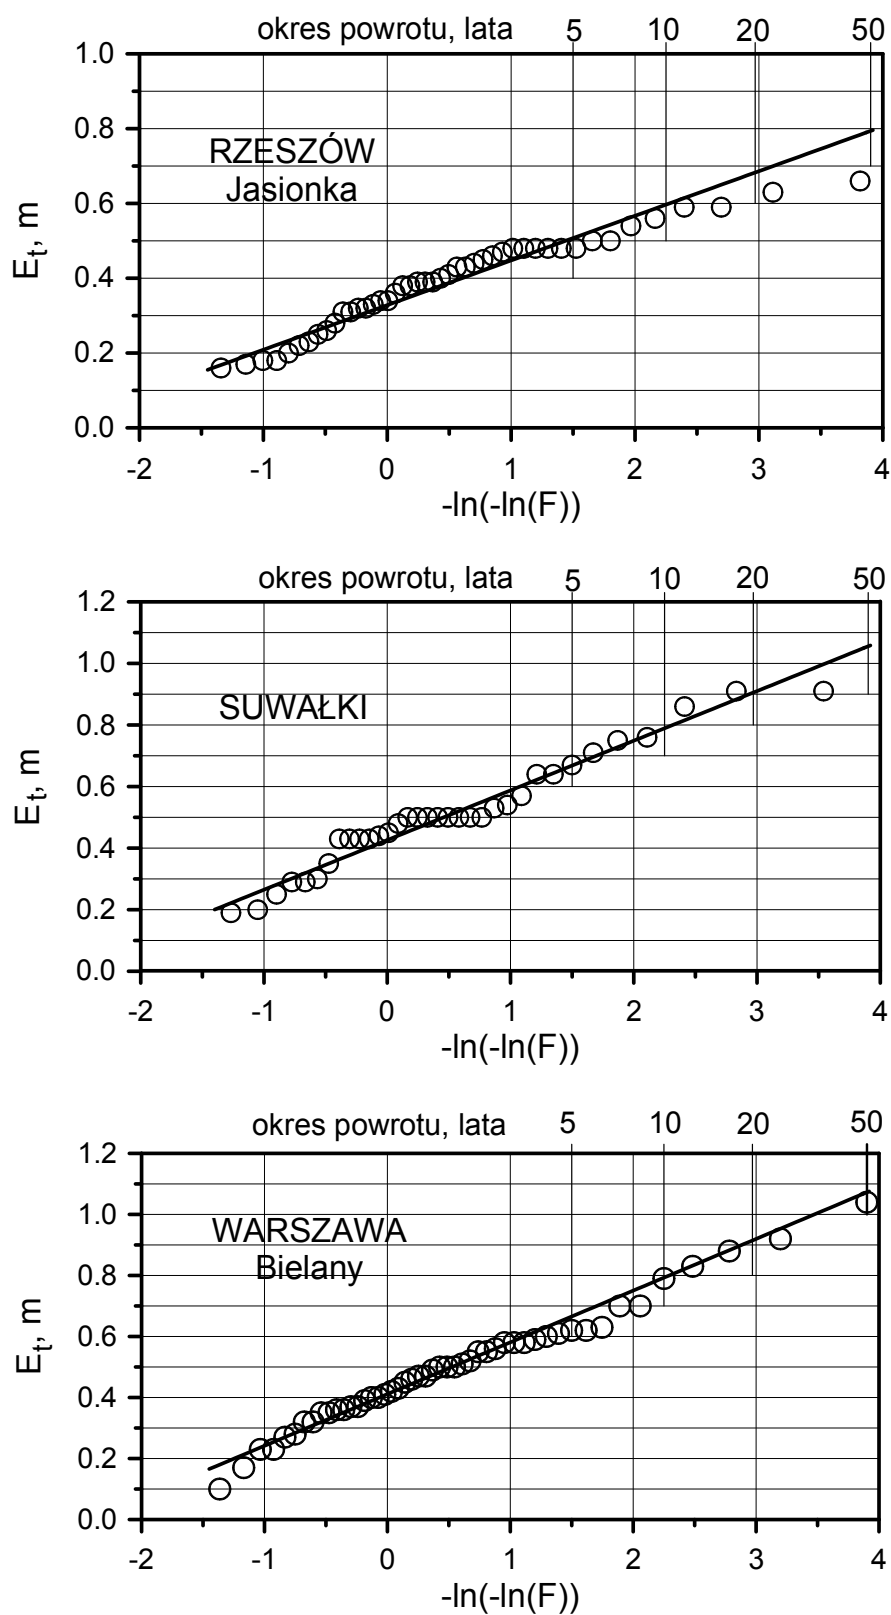 okres powrotu, lata 5 10 20 50
1.0
0.8
RZESZÓW
Jasionka
0.6
E_t, m
0.4
0.2
0.0
-2 -1 0 1 2 3 4
-ln(-ln(F))
okres powrotu, lata 5 10 20 50
1.2
1.0
SUWAŁKI
0.8
E_t, m
0.6
0.4
0.2
0.0
-2 -1 0 1 2 3 4
-ln(-ln(F))
okres powrotu, lata 5 10 20 50
1.2
1.0
WARSZAWA
Bielany
0.8
E_t, m
0.6
0.4
0.2
0.0
-2 -1 0 1 2 3 4
-ln(-ln(F))